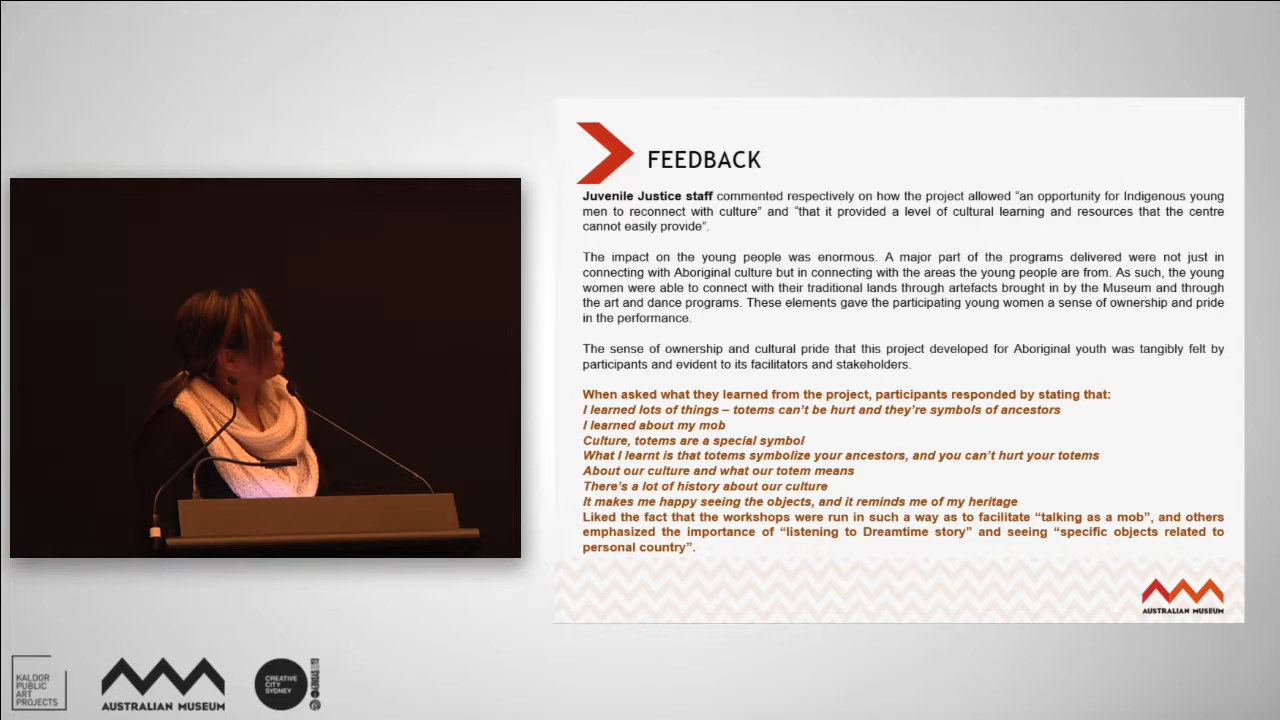 FEEDBACK
Juvenile Justice staff commented respectively on how the project allowed “an opportunity for Indigenous young
men to reconnect with culture” and “that it provided a level of cultural learning and resources that the centre
cannot easily provide”.
The impact on the young people was enormous. A major part of the programs delivered were not just in
connecting with Aboriginal culture but in connecting with the areas the young people are from. As such, the young
women were able to connect with their traditional lands through artefacts brought in by the Museum and through
the art and dance programs. These elements gave the participating young women a sense of ownership and pride
in the performance.
The sense of ownership and cultural pride that this project developed for Aboriginal youth was tangibly felt by
participants and evident to its facilitators and stakeholders.
When asked what they learned from the project, participants responded by stating that:
I learned lots of things – totems can’t be hurt and they’re symbols of ancestors
I learned about my mob
Culture, totems are a special symbol
What I learnt is that totems symbolize your ancestors, and you can’t hurt your totems
About our culture and what our totem means
There’s a lot of history about our culture
It makes me happy seeing the objects, and it reminds me of my heritage
Liked the fact that the workshops were run in such a way as to facilitate “talking as a mob”, and others
emphasized the importance of “listening to Dreamtime story” and seeing “specific objects related to
personal country”.
AUSTRALIAN MUSEUM
KALDOR
PUBLIC
ART
PROJECTS
AUSTRALIAN MUSEUM
CREATIVE
CITY
SYDNEY